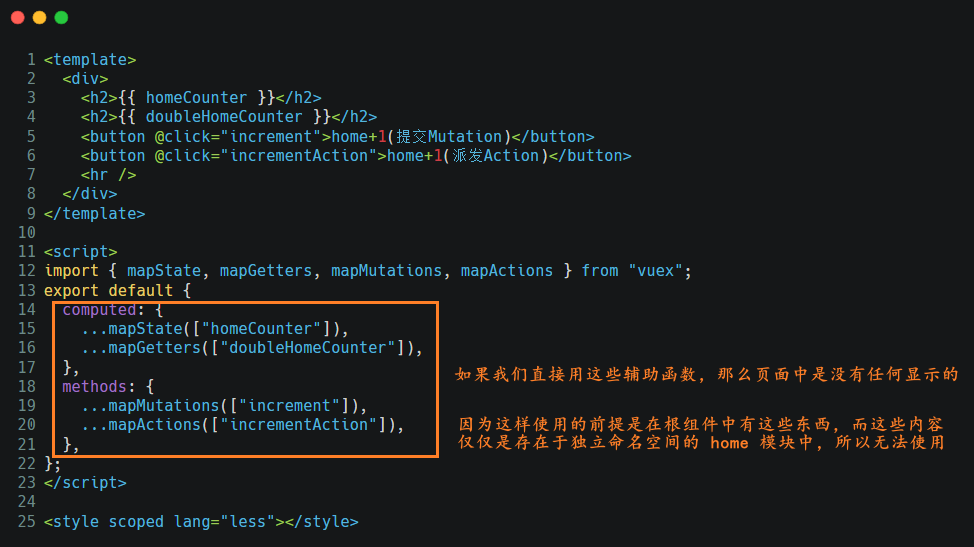 1 <template>
2   <div>
3     <h2>{{ homeCounter }}</h2>
4     <h2>{{ doubleHomeCounter }}</h2>
5     <button @click="increment">home+1(提交Mutation)</button>
6     <button @click="incrementAction">home+1(派发Action)</button>
7     <hr />
8   </div>
9 </template>
10
11 <script>
12 import { mapState, mapGetters, mapMutations, mapActions } from "vuex";
13 export default {
14   computed: {
15     ...mapState(["homeCounter"]),
16     ...mapGetters(["doubleHomeCounter"]),
17   },
如果我们直接用这些辅助函数，那么页面中是没有任何显示的
18   methods: {
19     ...mapMutations(["increment"]),
20     ...mapActions(["incrementAction"]),
因为这样使用的前提是在根组件中有这些东西，而这些内容
21   },
仅仅是存在于独立命名空间的 home 模块中，所以无法使用
22 };
23 </script>
24
25 <style scoped lang="less"></style>